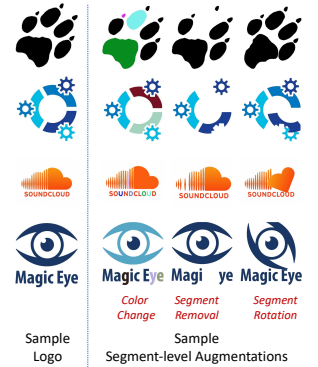 SOUNDCLOUD SOUNDCLOUD SOUNDCLOUD SOUNDCLOUD
Magic Eye Magic Eye Magi ye Magic Eye
Color Segment Segment
Change Removal Rotation
Sample Sample
Logo Segment-level Augmentations